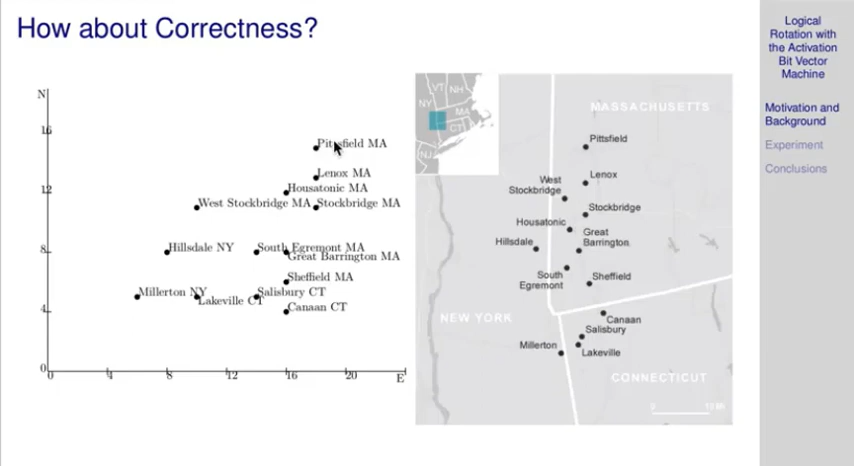 How about Correctness?
N
16
12
8
4
0
0
4
8
12
16
20
E
Pittsfield MA
Lenox MA
Housatonic MA
West Stockbridge MA
Stockbridge MA
Hillsdale NY
South Egremont MA
Great Barrington MA
Sheffield MA
Millerton NY
Lakeville CT
Salisbury CT
Canaan CT
VT
NH
NY
MA
CT
NJ
MASSACHUSETTS
Pittsfield
Lenox
West
Stockbridge
Stockbridge
Housatonic
Great
Barrington
Hillsdale
South
Egremont
Sheffield
NEW YORK
Canaan
Salisbury
Millerton
Lakeville
CONNECTICUT
0
Logical
Rotation with
the Activation
Bit Vector
Machine
Motivation and
Background
Experiment
Conclusions